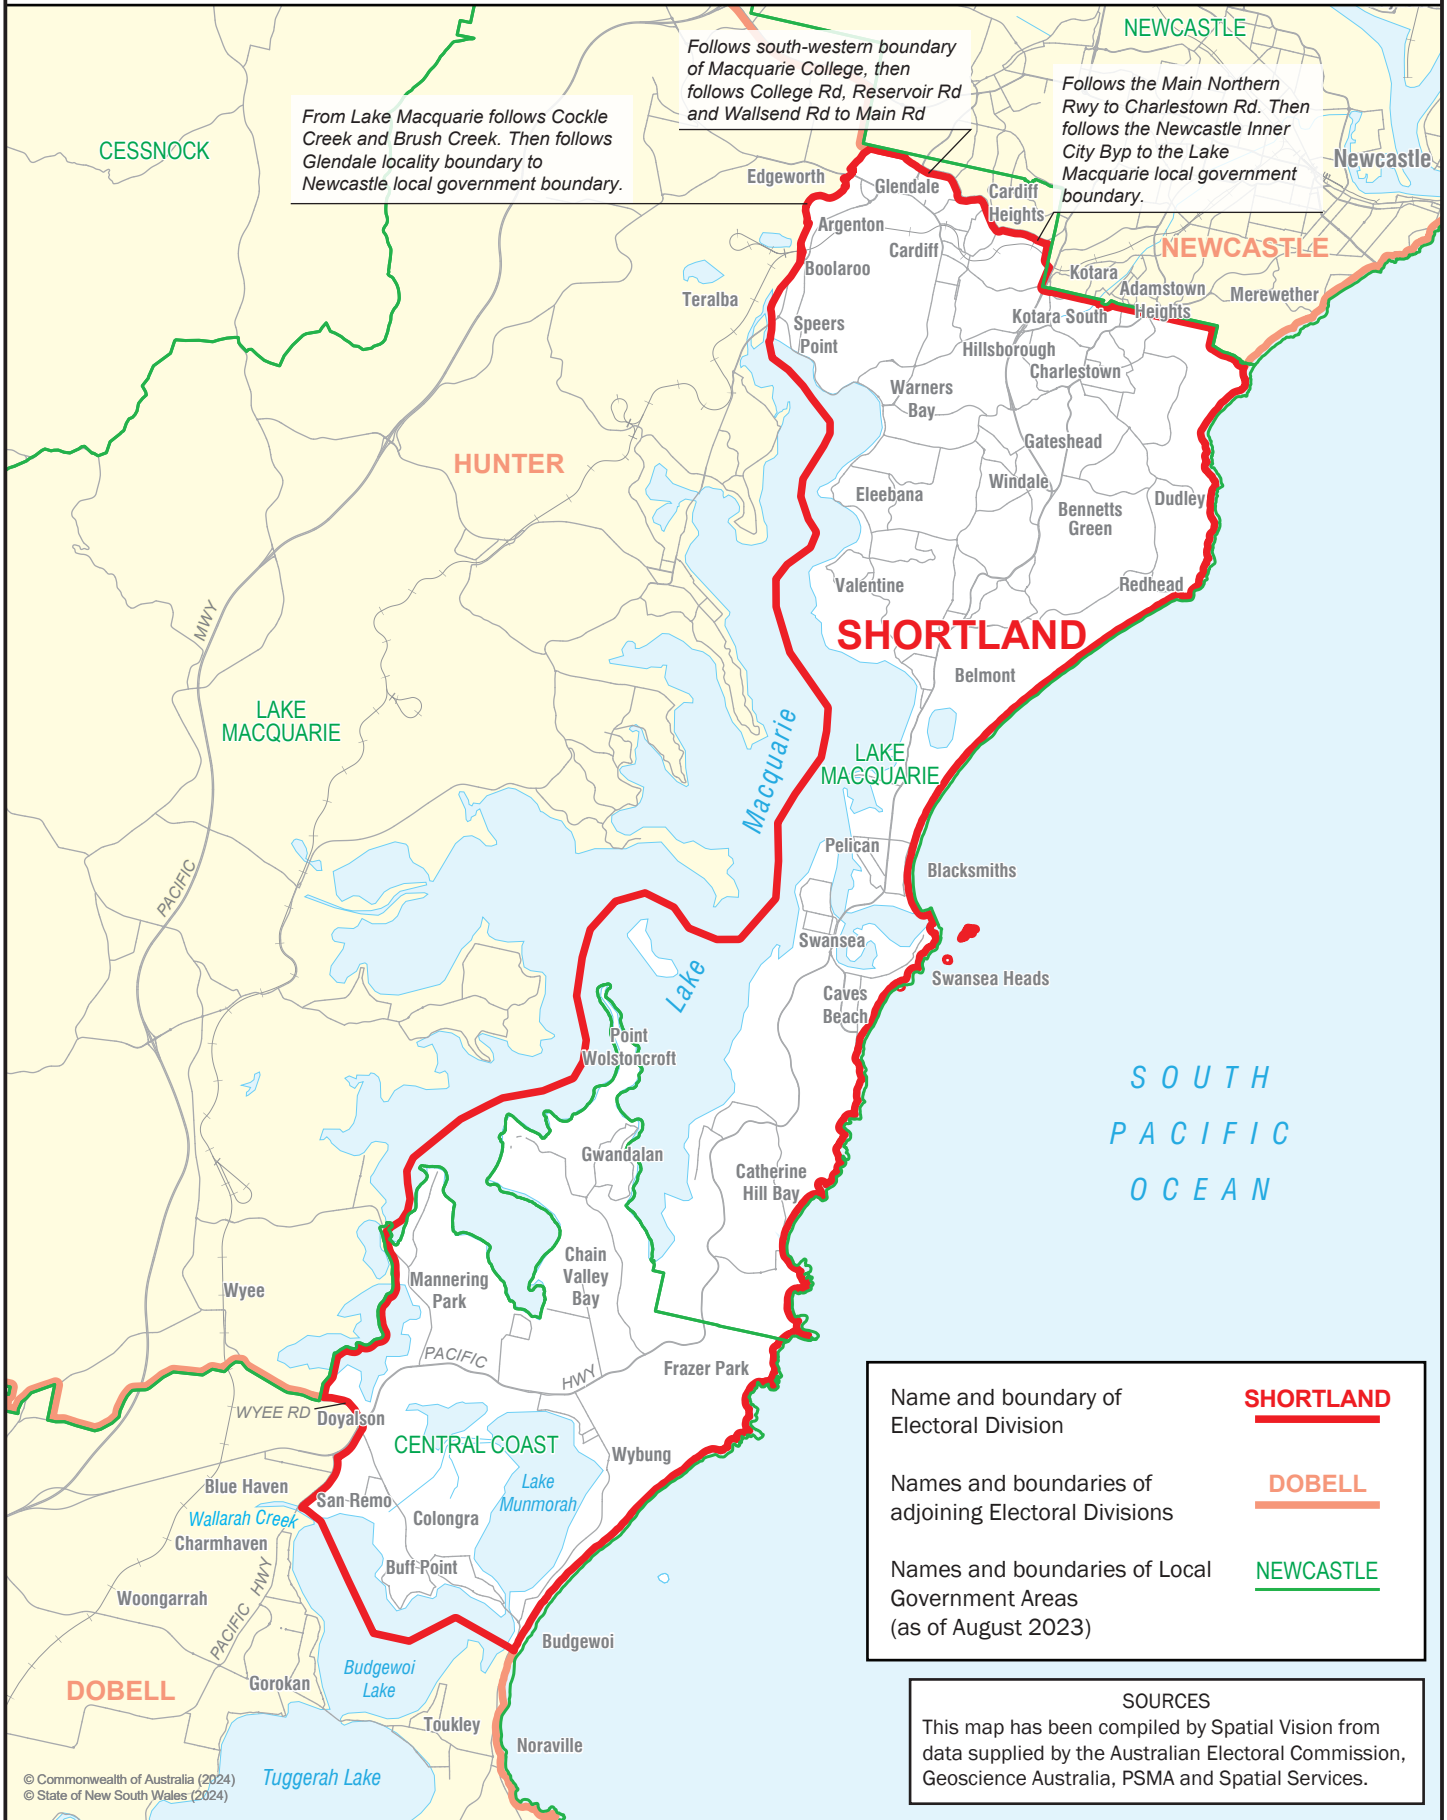 NEWCASTLE
Follows south-western boundary
of Macquarie College, then
follows College Rd, Reservoir Rd
and Wallsend Rd to Main Rd
Follows the Main Northern
Rwy to Charlestown Rd. Then
follows the Newcastle Inner
City Byp to the Lake
Macquarie local government
boundary.
From Lake Macquarie follows Cockle
Creek and Brush Creek. Then follows
Glendale locality boundary to
Newcastle local government boundary.
CESSNOCK
Newcastle
Edgeworth
Glendale
Cardiff
Heights
Argenton
Cardiff
NEWCASTLE
Boolaroo
Kotara
Teralba
Adamstown
Heights
Merewether
Speers
Point
Kotara South
Hillsborough
Charlestown
Warners
Bay
Gateshead
HUNTER
Windale
Eleebana
Dudley
Bennetts
Green
Valentine
Redhead
MWY
SHORTLAND
Belmont
LAKE
MACQUARIE
Macquarie
LAKE
MACQUARIE
Pelican
Blacksmiths
PACIFIC
Swansea
Lake
Swansea Heads
Caves
Beach
Point
Wolstoncroft
SOUTH
PACIFIC
OCEAN
Gwandalan
Catherine
Hill Bay
Chain
Valley
Bay
Mannering
Park
Wyee
PACIFIC
HWY
Frazer Park
WYEE RD
Doyalson
CENTRAL COAST
Wybung
Lake
Munmorah
Blue Haven
San Remo
Wallarah Creek
Colongra
Charmhaven
Buff Point
Woongarrah
PACIFIC HWY
Budgewoi
Budgewoi
Lake
DOBELL
Gorokan
Toukley
Noraville
Tuggerah Lake
Name and boundary of
Electoral Division
SHORTLAND
Names and boundaries of
adjoining Electoral Divisions
DOBELL
Names and boundaries of Local
Government Areas
(as of August 2023)
NEWCASTLE
SOURCES
This map has been compiled by Spatial Vision from
data supplied by the Australian Electoral Commission,
Geoscience Australia, PSMA and Spatial Services.
© Commonwealth of Australia (2024)
© State of New South Wales (2024)